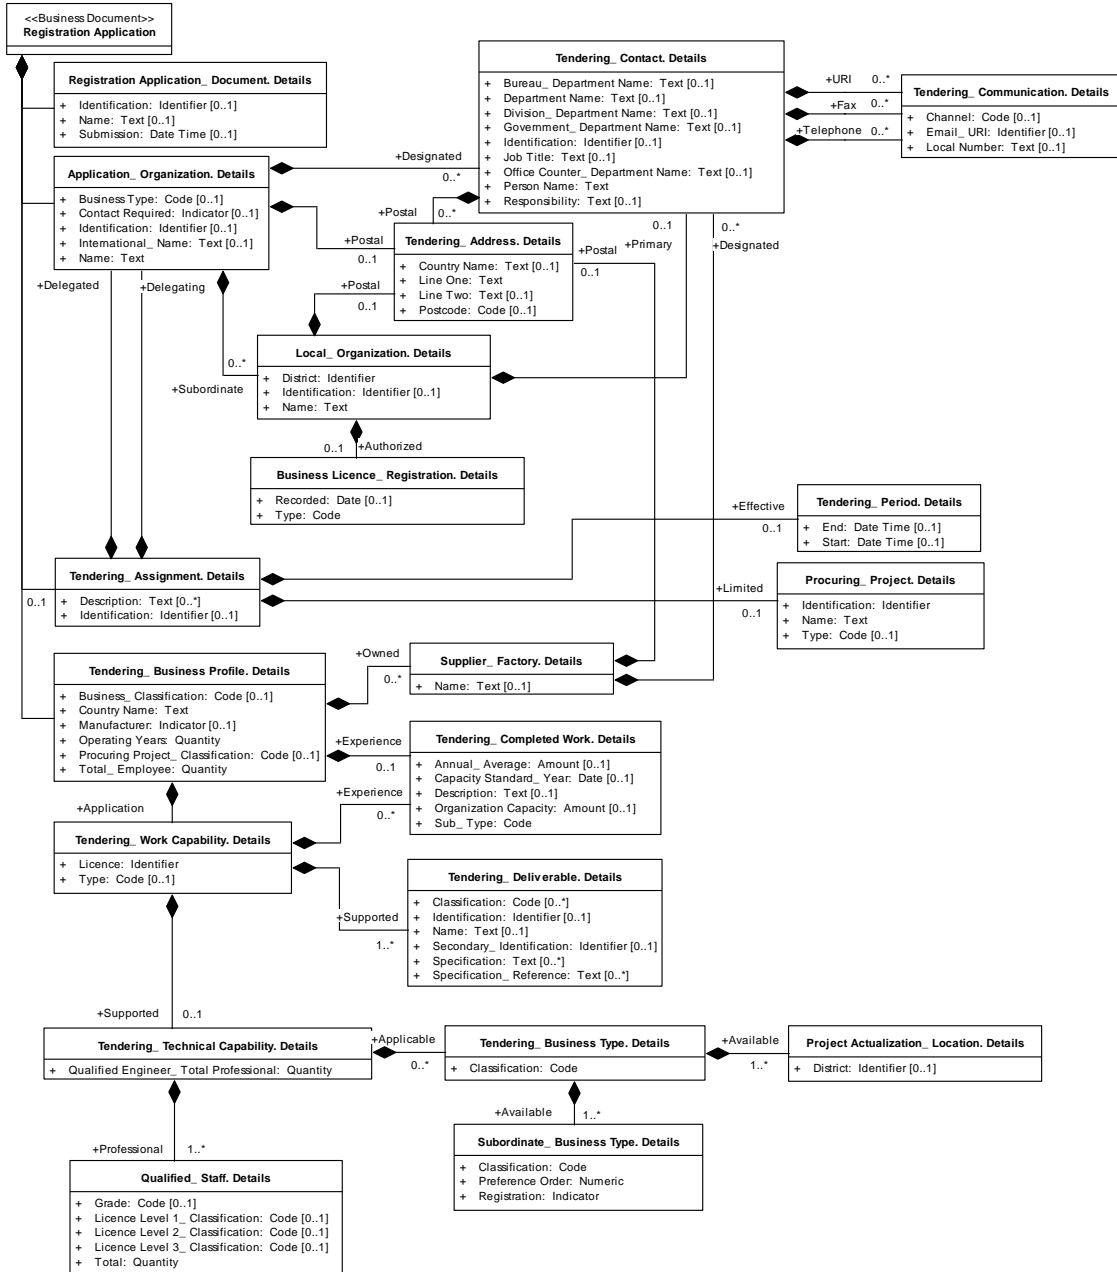 <<Business Document>>
Registration Application
Registration Application_ Document. Details
+ Identification: Identifier [0..1]
+ Name: Text [0..1]
+ Submission: Date Time [0..1]
Tendering_ Contact. Details
+ Bureau_ Department Name: Text [0..1]
+ Department Name: Text [0..1]
+ Division_ Department Name: Text [0..1]
+ Government_ Department Name: Text [0..1]
+ Identification: Identifier [0..1]
+ Job Title: Text [0..1]
+ Office Counter_ Department Name: Text [0..1]
+ Person Name: Text
+ Responsibility: Text [0..1]
+URI 0..*
+Fax 0..*
+Telephone 0..*
Tendering_ Communication. Details
+ Channel: Code [0..1]
+ Email_ URI: Identifier [0..1]
+ Local Number: Text [0..1]
Application_ Organization. Details
+ Business Type: Code [0..1]
+ Contact Required: Indicator [0..1]
+ Identification: Identifier [0..1]
+ International_ Name: Text [0..1]
+ Name: Text
+Designated
0..*
+Postal 0..*
+Postal
0..1
Tendering_ Address. Details
+ Country Name: Text [0..1]
+ Line One: Text
+ Line Two: Text [0..1]
+ Postcode: Code [0..1]
+Postal
0..1
0..1
+Primary
0..*
+Designated
+Delegated
+Delegating
+Postal
0..1
Local_ Organization. Details
+ District: Identifier
+ Identification: Identifier [0..1]
+ Name: Text
0..*
+Subordinate
0..1 +Authorized
Business Licence_ Registration. Details
+ Recorded: Date [0..1]
+ Type: Code
+Effective
0..1
Tendering_ Period. Details
+ End: Date Time [0..1]
+ Start: Date Time [0..1]
Tendering_ Assignment. Details
+ Description: Text [0..*]
+ Identification: Identifier [0..1]
0..1
+Limited
0..1
Procuring_ Project. Details
+ Identification: Identifier
+ Name: Text
+ Type: Code [0..1]
Tendering_ Business Profile. Details
+ Business_ Classification: Code [0..1]
+ Country Name: Text
+ Manufacturer: Indicator [0..1]
+ Operating Years: Quantity
+ Procuring Project_ Classification: Code [0..1]
+ Total_ Employee: Quantity
+Owned
0..*
Supplier_ Factory. Details
+ Name: Text [0..1]
+Experience
0..1
Tendering_ Completed Work. Details
+ Annual_ Average: Amount [0..1]
+ Capacity Standard_ Year: Date [0..1]
+ Description: Text [0..1]
+ Organization Capacity: Amount [0..1]
+ Sub_ Type: Code
+Application
+Experience
0..*
Tendering_ Work Capability. Details
+ Licence: Identifier
+ Type: Code [0..1]
+Supported
1..*
Tendering_ Deliverable. Details
+ Classification: Code [0..*]
+ Identification: Identifier [0..1]
+ Name: Text [0..1]
+ Secondary_ Identification: Identifier [0..1]
+ Specification: Text [0..*]
+ Specification_ Reference: Text [0..*]
+Supported 0..1
Tendering_ Technical Capability. Details
+ Qualified Engineer_ Total Professional: Quantity
+Applicable
0..*
Tendering_ Business Type. Details
+ Classification: Code
+Available
1..*
Project Actualization_ Location. Details
+ District: Identifier [0..1]
+Available 1..*
Subordinate_ Business Type. Details
+ Classification: Code
+ Preference Order: Numeric
+ Registration: Indicator
+Professional 1..*
Qualified_ Staff. Details
+ Grade: Code [0..1]
+ Licence Level 1_ Classification: Code [0..1]
+ Licence Level 2_ Classification: Code [0..1]
+ Licence Level 3_ Classification: Code [0..1]
+ Total: Quantity